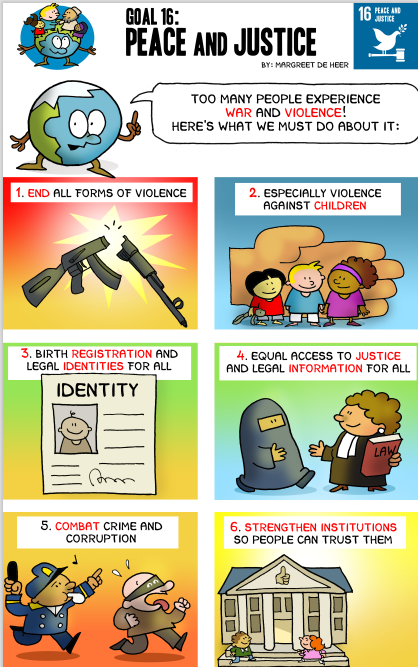 GOAL 16:
PEACE AND JUSTICE
BY: MARGREET DE HEER
16 PEACE AND
JUSTICE
TOO MANY PEOPLE EXPERIENCE
WAR AND VIOLENCE!
HERE'S WHAT WE MUST DO ABOUT IT:
1. END ALL FORMS OF VIOLENCE
2. ESPECIALLY VIOLENCE
AGAINST CHILDREN
3. BIRTH REGISTRATION AND
LEGAL IDENTITIES FOR ALL
IDENTITY
4. EQUAL ACCESS TO JUSTICE
AND LEGAL INFORMATION FOR ALL
LAW
5. COMBAT CRIME AND
CORRUPTION
6. STRENGTHEN INSTITUTIONS
SO PEOPLE CAN TRUST THEM